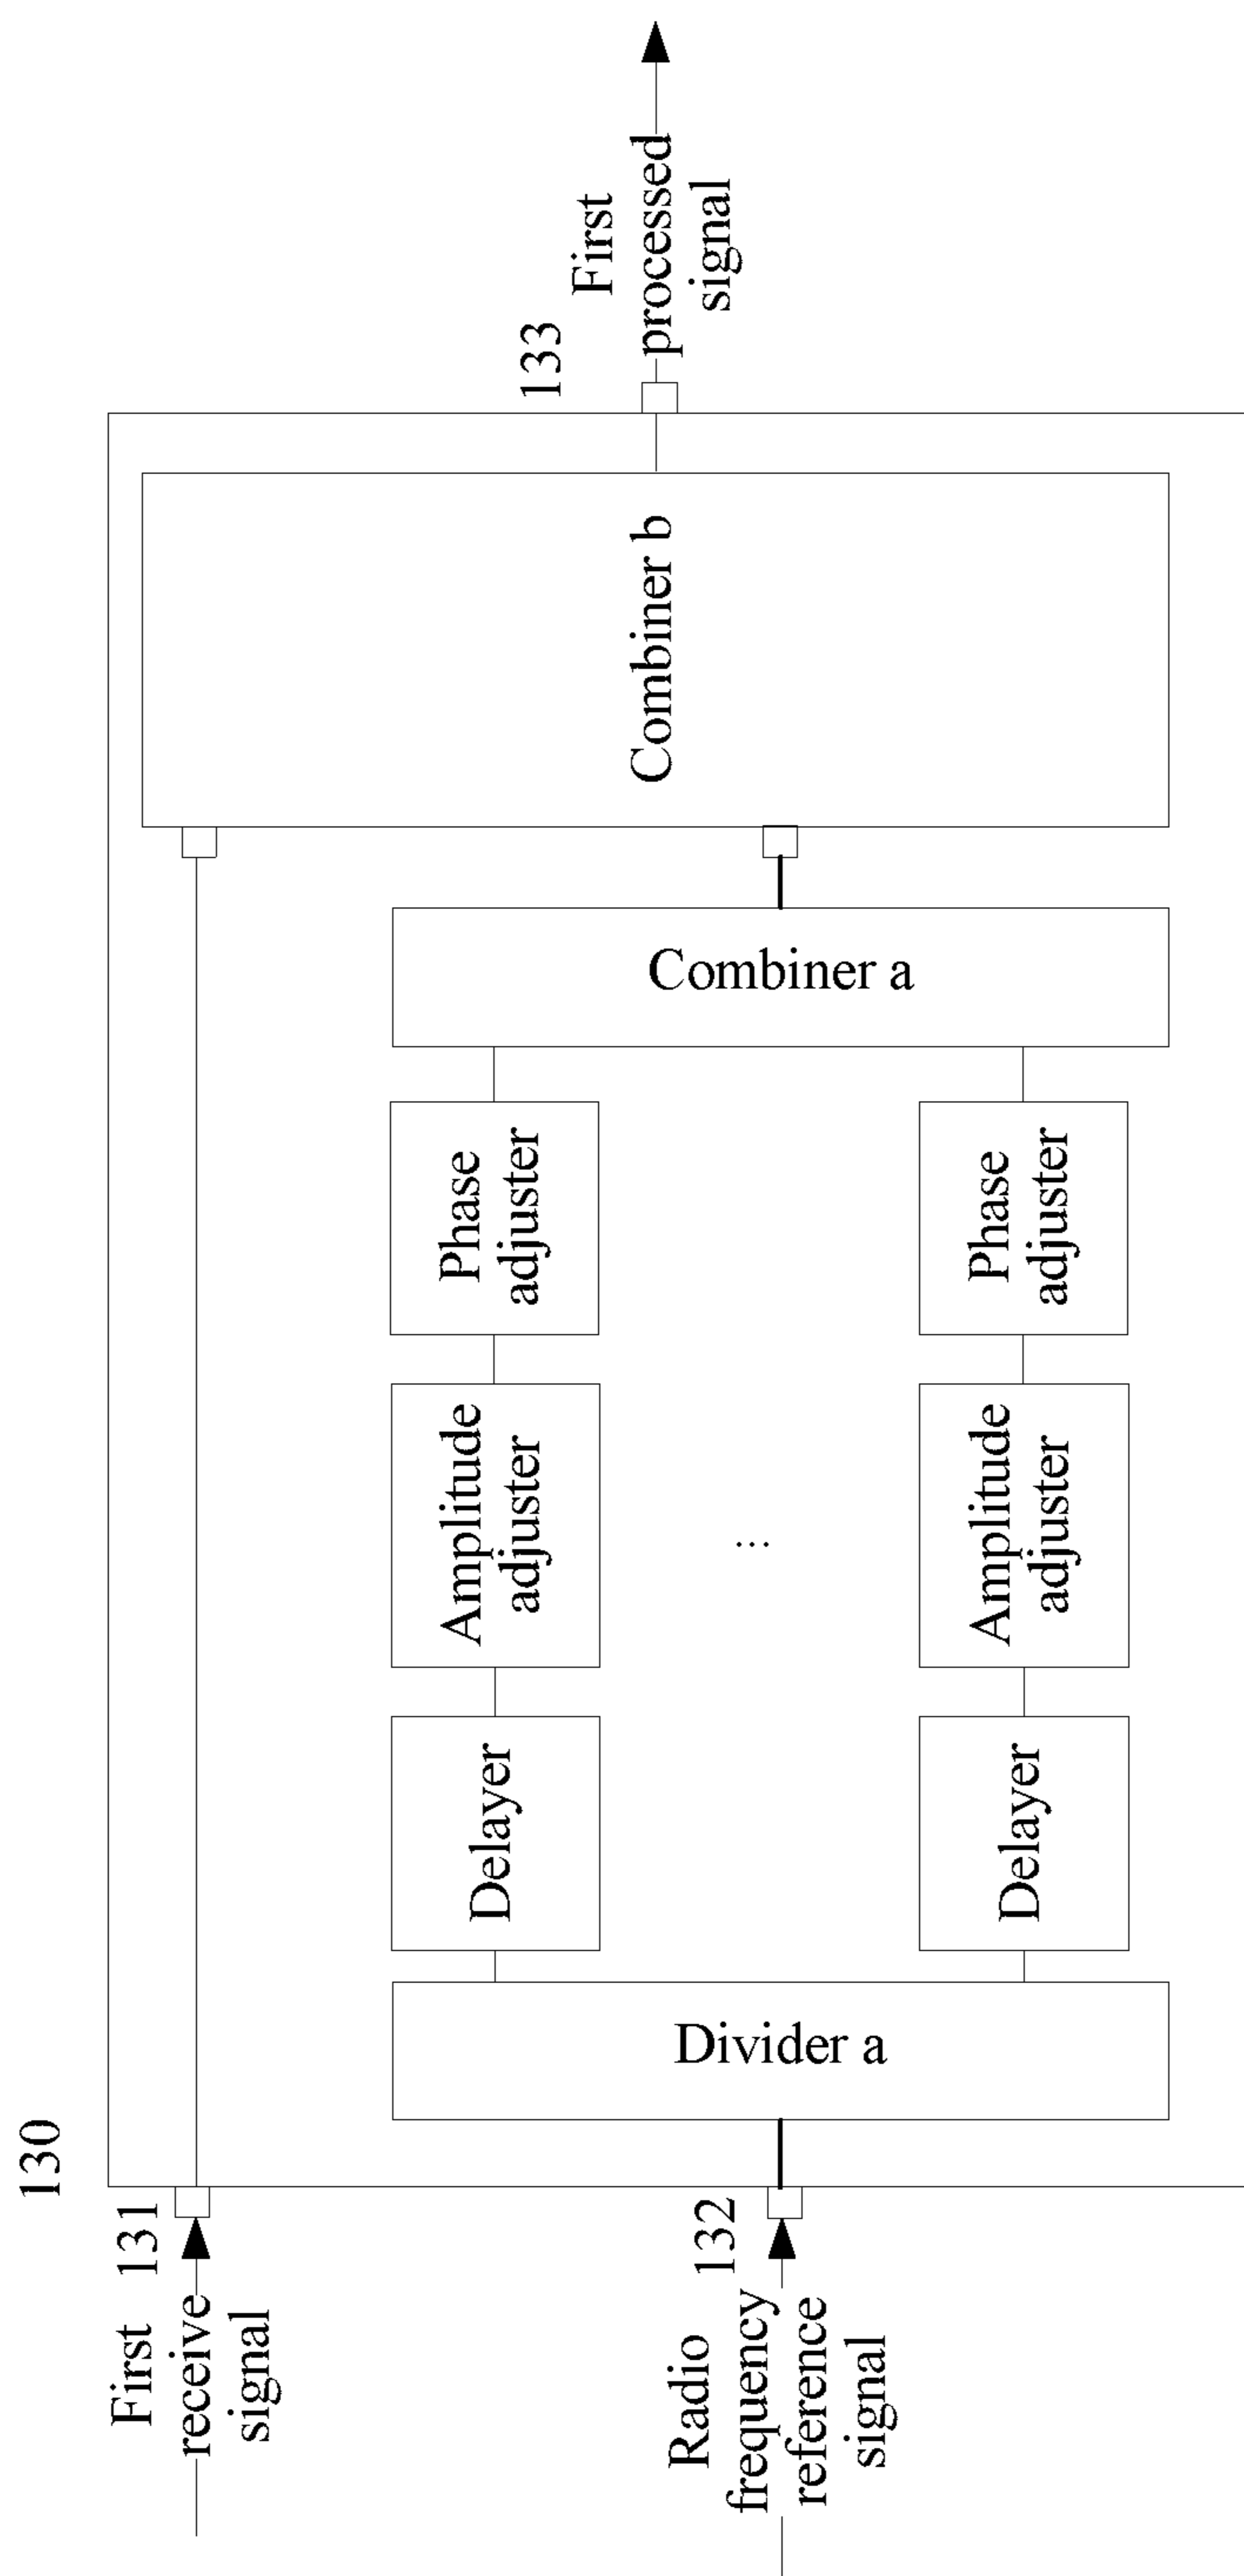 130
First
131
receive
signal
Radio
132
frequency
reference
signal
Divider a
Delayer
Amplitude
adjuster
Phase
adjuster
...
Delayer
Amplitude
adjuster
Phase
adjuster
Combiner a
Combiner b
133
First
processed
signal